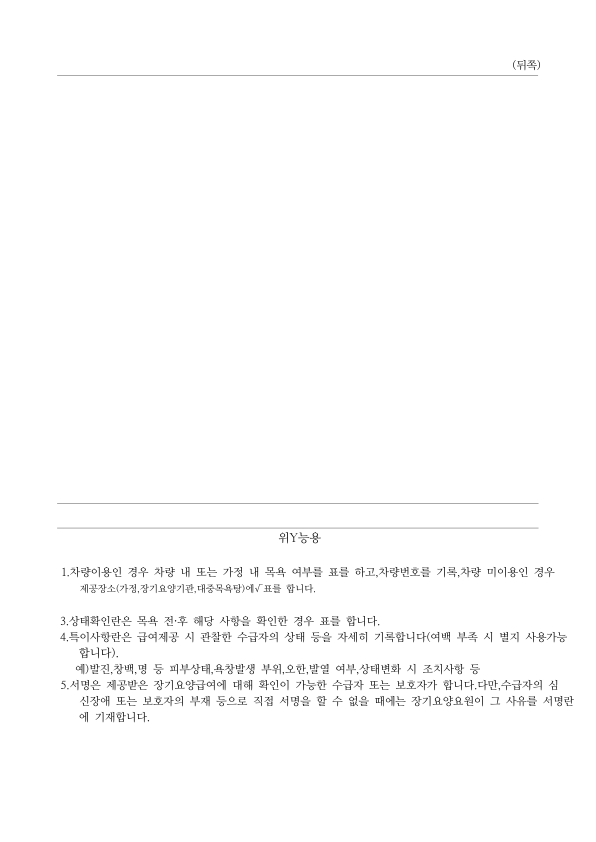 (뒤쪽)
위Y능용
1.차량이용인 경우 차량 내 또는 가정 내 목욕 여부를 표를 하고,차량번호를 기록,차량 미이용인 경우
제공장소(가정,장기요양기관,대중목욕탕)에√표를 합니다.
3.상태확인란은 목욕 전·후 해당 사항을 확인한 경우 표를 합니다.
4.특이사항란은 급여제공 시 관찰한 수급자의 상태 등을 자세히 기록합니다(여백 부족 시 별지 사용가능
합니다).
예)발진,창백,명 등 피부상태,욕창발생 부위,오한,발열 여부,상태변화 시 조치사항 등
5.서명은 제공받은 장기요양급여에 대해 확인이 가능한 수급자 또는 보호자가 합니다.다만,수급자의 심
신장애 또는 보호자의 부재 등으로 직접 서명을 할 수 없을 때에는 장기요양요원이 그 사유를 서명란
에 기재합니다.